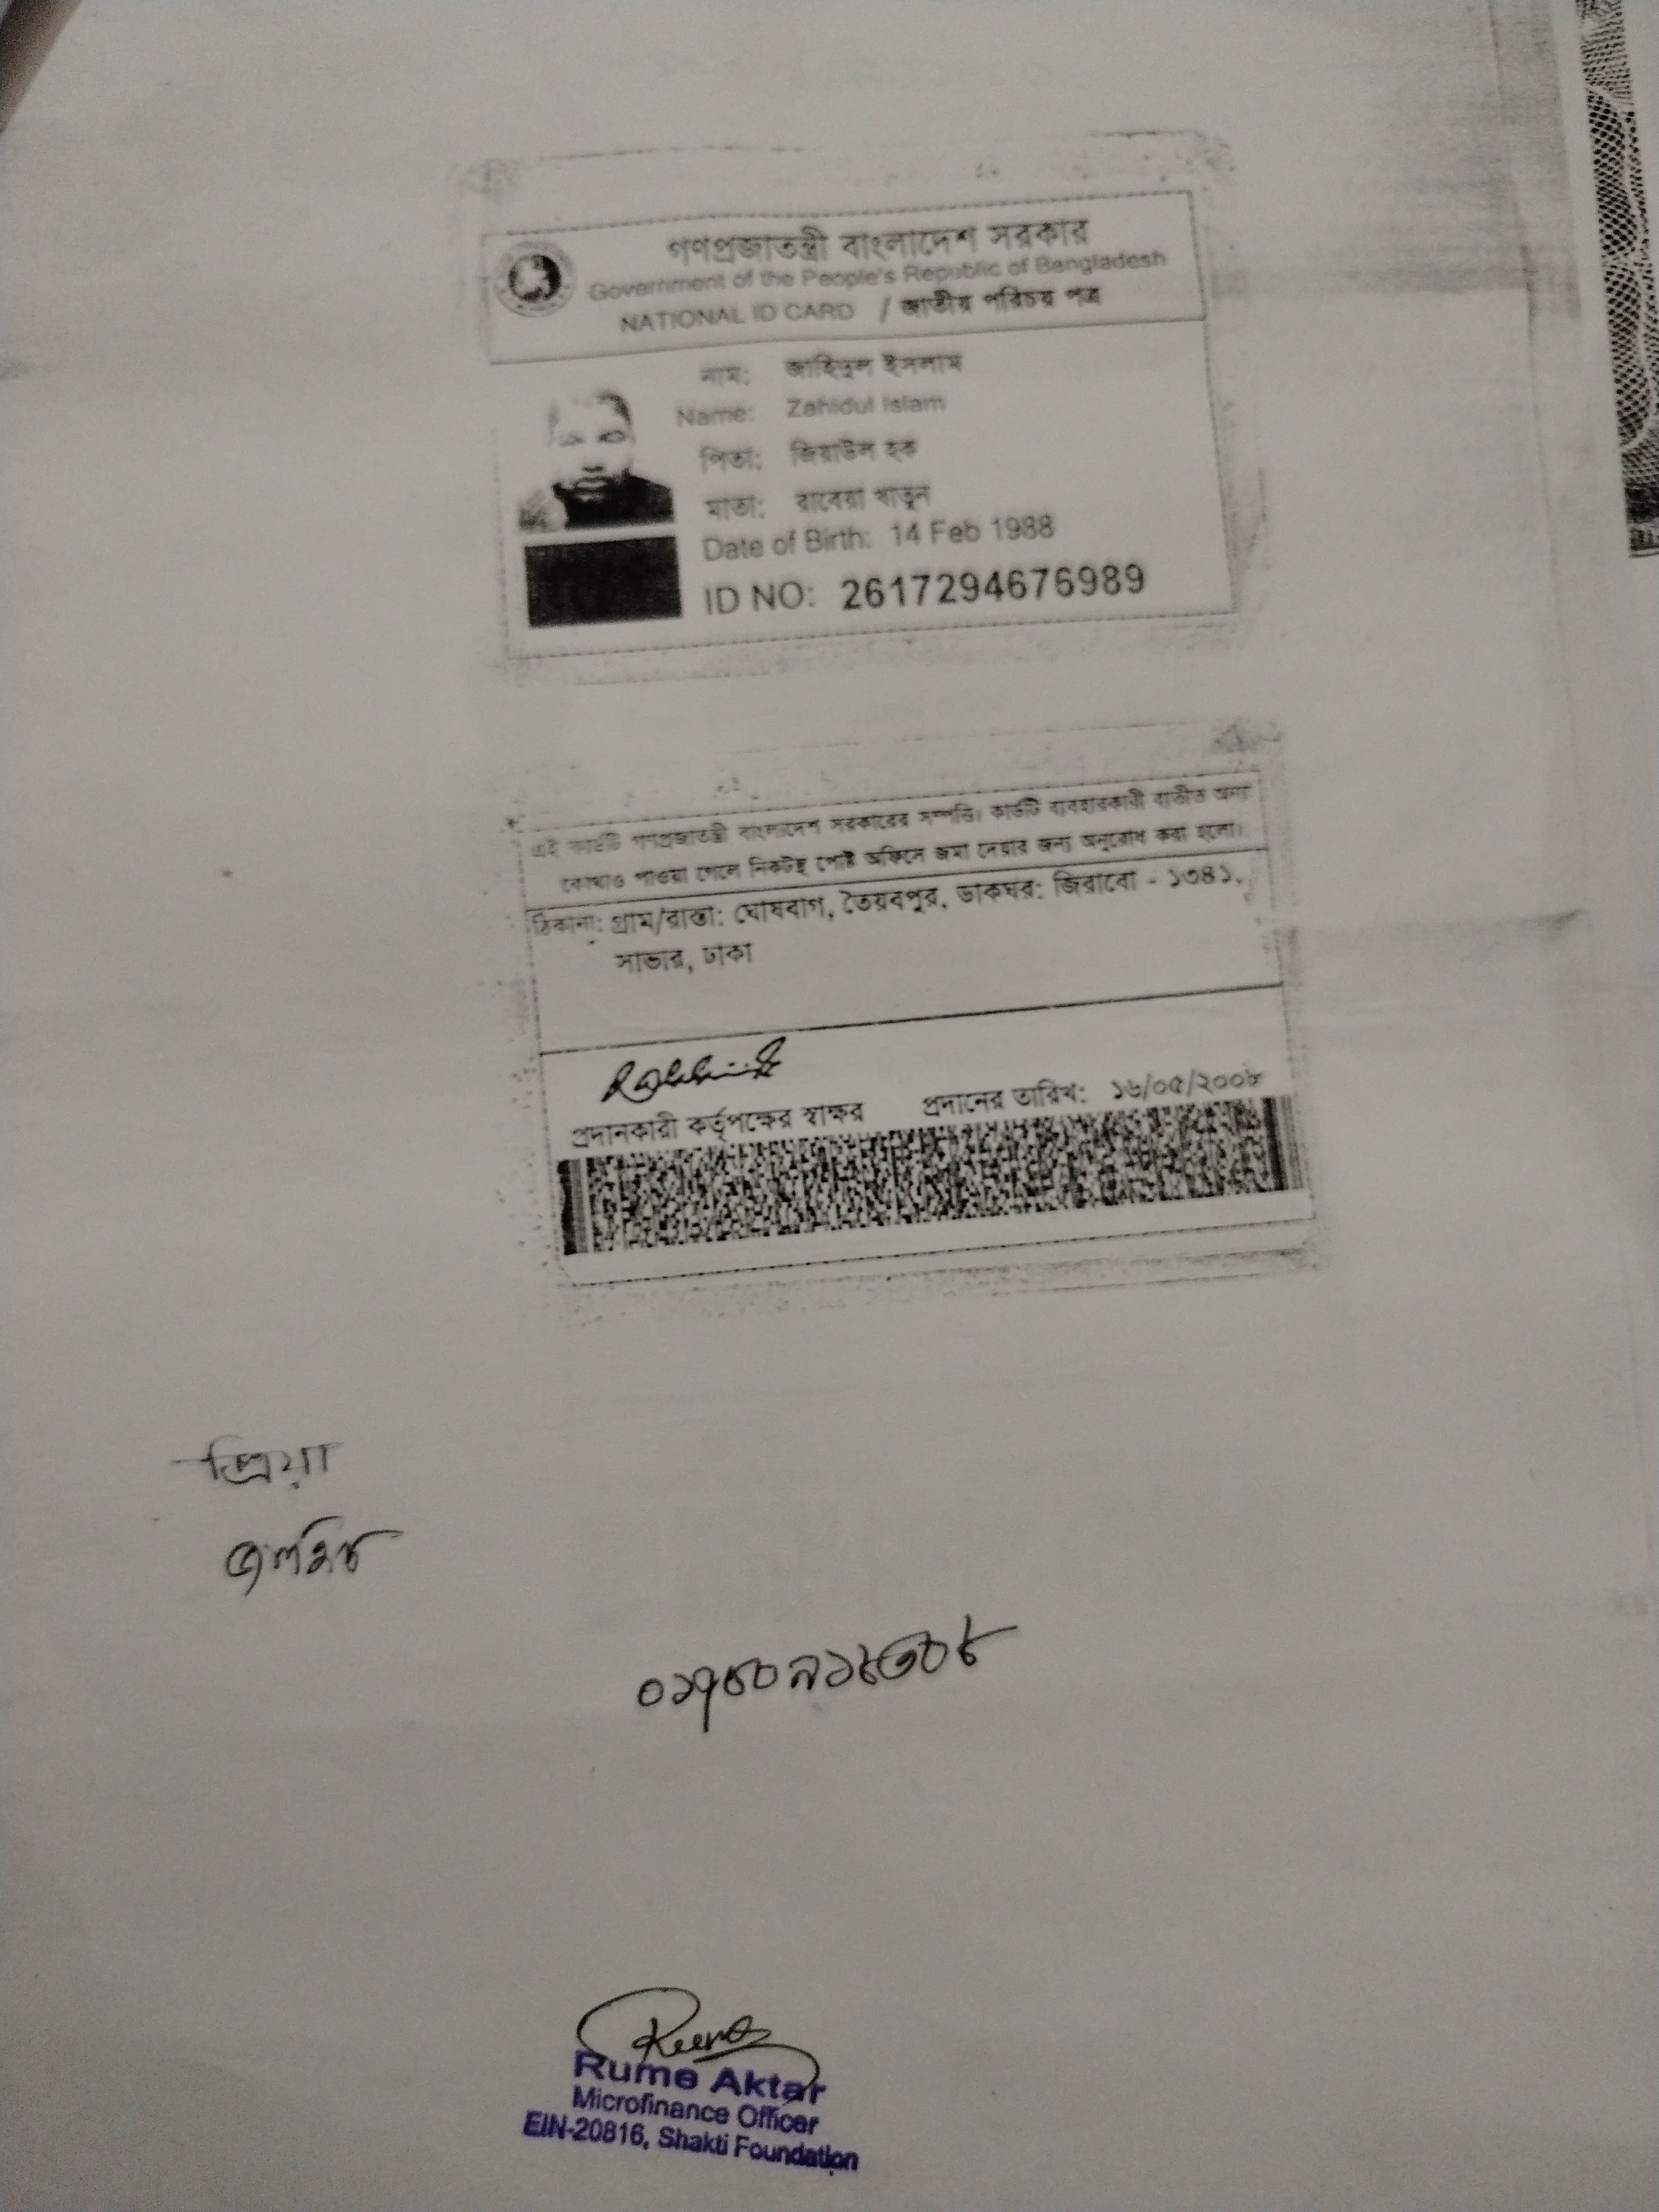 গণপ্রজাতন্ত্রী বাংলাদেশ সরকার
Government of the People's Republic of Bangladesh
NATIONAL ID CARD / জাতীয় পরিচয় পত্র
নাম: জাহিদুল ইসলাম
Name: Zahidul Islam
পিতা: জিয়াউল হক
মাতা: রাবেয়া খাতুন
Date of Birth: 14 Feb 1988
ID NO: 2617294676989
এই কার্ডটি গণপ্রজাতন্ত্রী বাংলাদেশ সরকারের সম্পত্তি। কার্ডটি ব্যবহারকারী ব্যতীত অন্য
কোথাও পাওয়া গেলে নিকটস্থ পোষ্ট অফিসে জমা দেয়ার জন্য অনুরোধ করা হলো।
ঠিকানা: গ্রাম/রাস্তা: ঘোষবাগ, তৈয়বপুর, ডাকঘর: জিরাবো - ১৩৪১,
সাভার, ঢাকা
প্রদানকারী কর্তৃপক্ষের স্বাক্ষর প্রদানের তারিখ: ১৬/০৫/২০০৮
প্রিয়া
Rume Aktar
Microfinance Officer
EIN-20816, Shakti Foundation